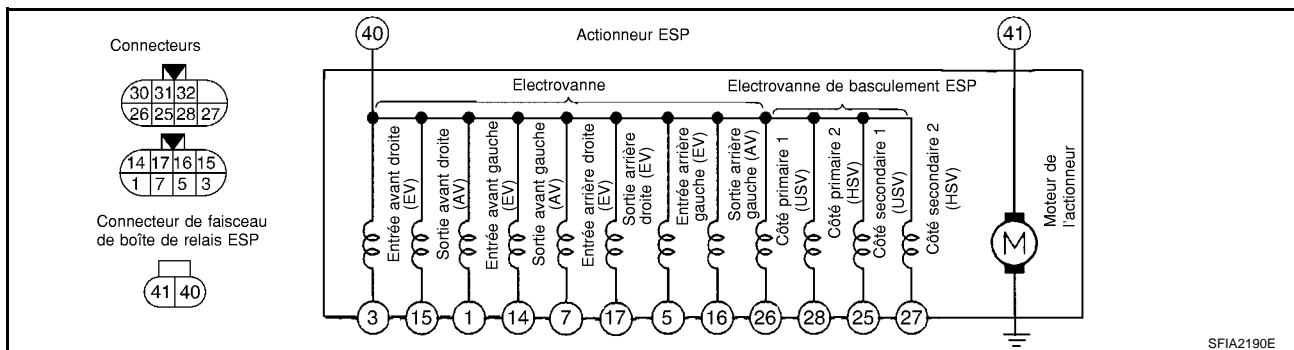 Connecteurs
30 31 32
26 25 28 27
14 17 16 15
1 7 5 3
Connecteur de faisceau
de boîte de relais ESP
41 40
40
Actionneur ESP
41
Electrovanne
Electrovanne de basculement ESP
Entrée avant droite
(EV)
Sortie avant droite
(AV)
Entrée avant gauche
(EV)
Sortie avant gauche
(AV)
Entrée arrière droite
(EV)
Sortie arrière
droite (EV)
Entrée arrière
gauche (EV)
Sortie arrière
gauche (AV)
Côté primaire 1
(USV)
Côté primaire 2
(HSV)
Côté secondaire 1
(USV)
Côté secondaire 2
(HSV)
M
Moteur de
l'actionneur
3 15 1 14 7 17 5 16 26 28 25 27
SFIA2190E